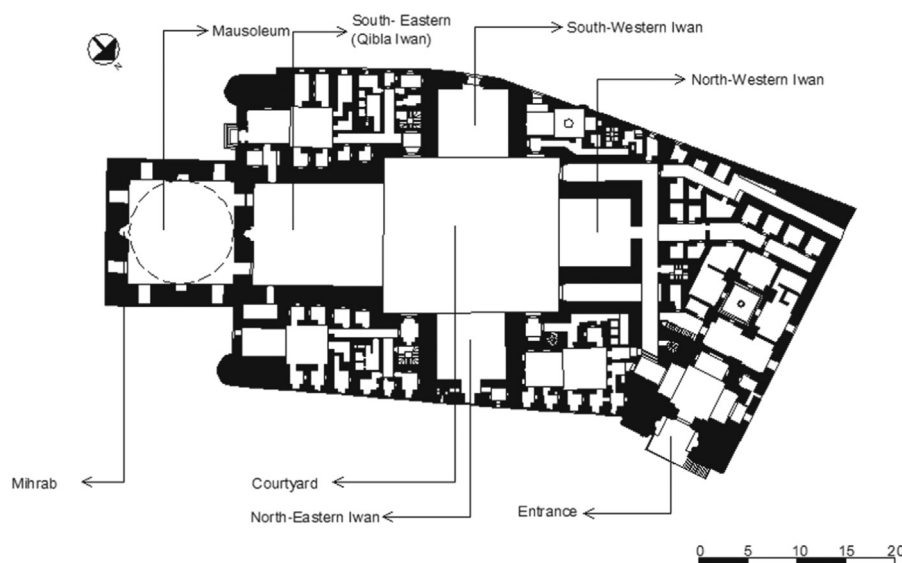 Mausoleum
South- Eastern
(Qibla Iwan)
South-Western Iwan
North-Western Iwan
N
Mihrab
Courtyard
North-Eastern Iwan
Entrance
0 5 10 15 20